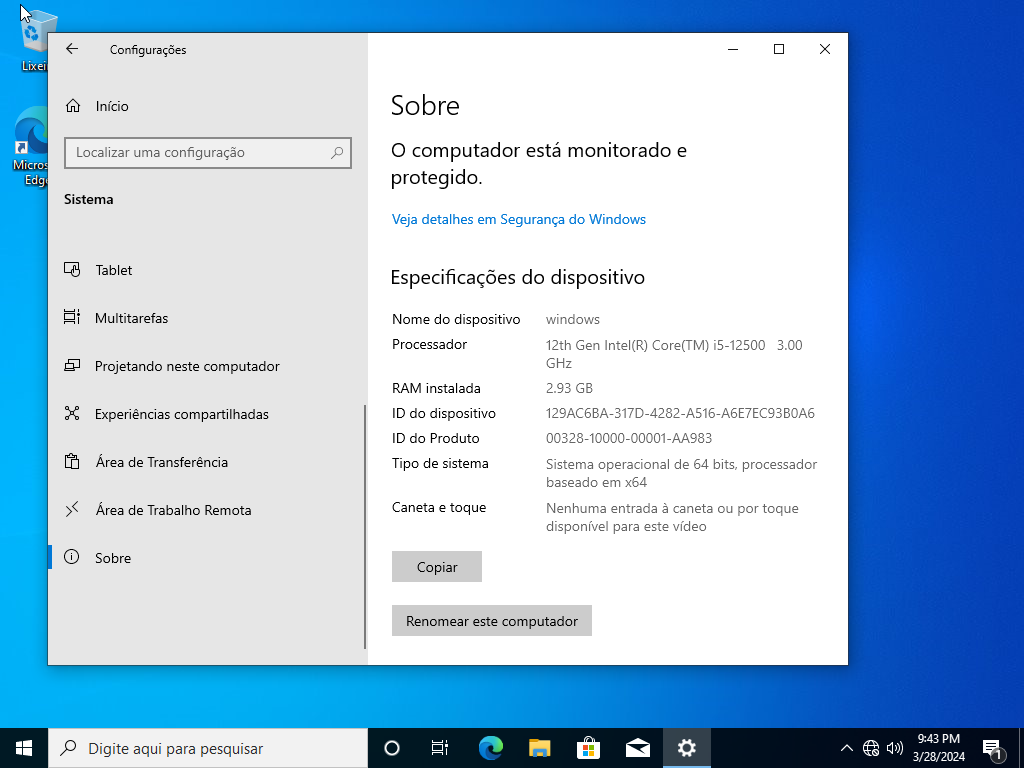 Lixei
Micros
Edge
Configurações
Início
Localizar uma configuração
Sistema
Tablet
Multitarefas
Projetando neste computador
Experiências compartilhadas
Área de Transferência
Área de Trabalho Remota
Sobre
Sobre
O computador está monitorado e
protegido.
Veja detalhes em Segurança do Windows
Especificações do dispositivo
Nome do dispositivo windows
Processador 12th Gen Intel(R) Core(TM) i5-12500 3.00
GHz
RAM instalada 2.93 GB
ID do dispositivo 129AC6BA-317D-4282-A516-A6E7EC93B0A6
ID do Produto 00328-10000-00001-AA983
Tipo de sistema Sistema operacional de 64 bits, processador
baseado em x64
Caneta e toque Nenhuma entrada à caneta ou por toque
disponível para este vídeo
Copiar
Renomear este computador
Digite aqui para pesquisar
9:43 PM
3/28/2024
1